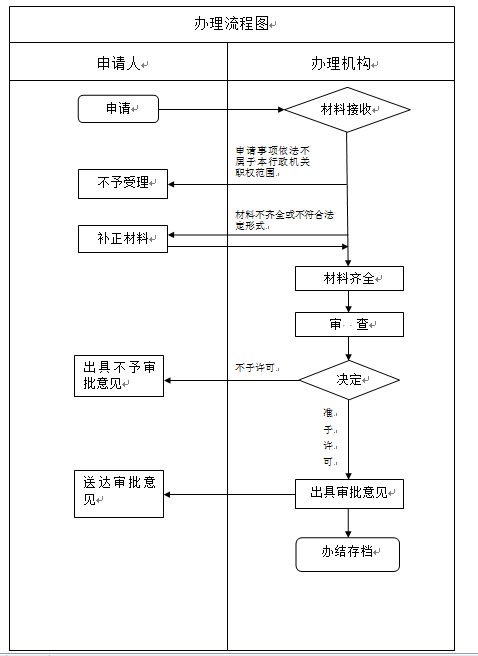 办理流程图
申请人
办理机构
申请
材料接收
申请事项依法不
属于本行政机关
职权范围.
不予受理
材料不齐全或不符合法
定形式.
补正材料
材料齐全
审 查
出具不予审
批意见
不予许可.
决定
准
予
许
可
送达审批意
见
出具审批意见
办结存档